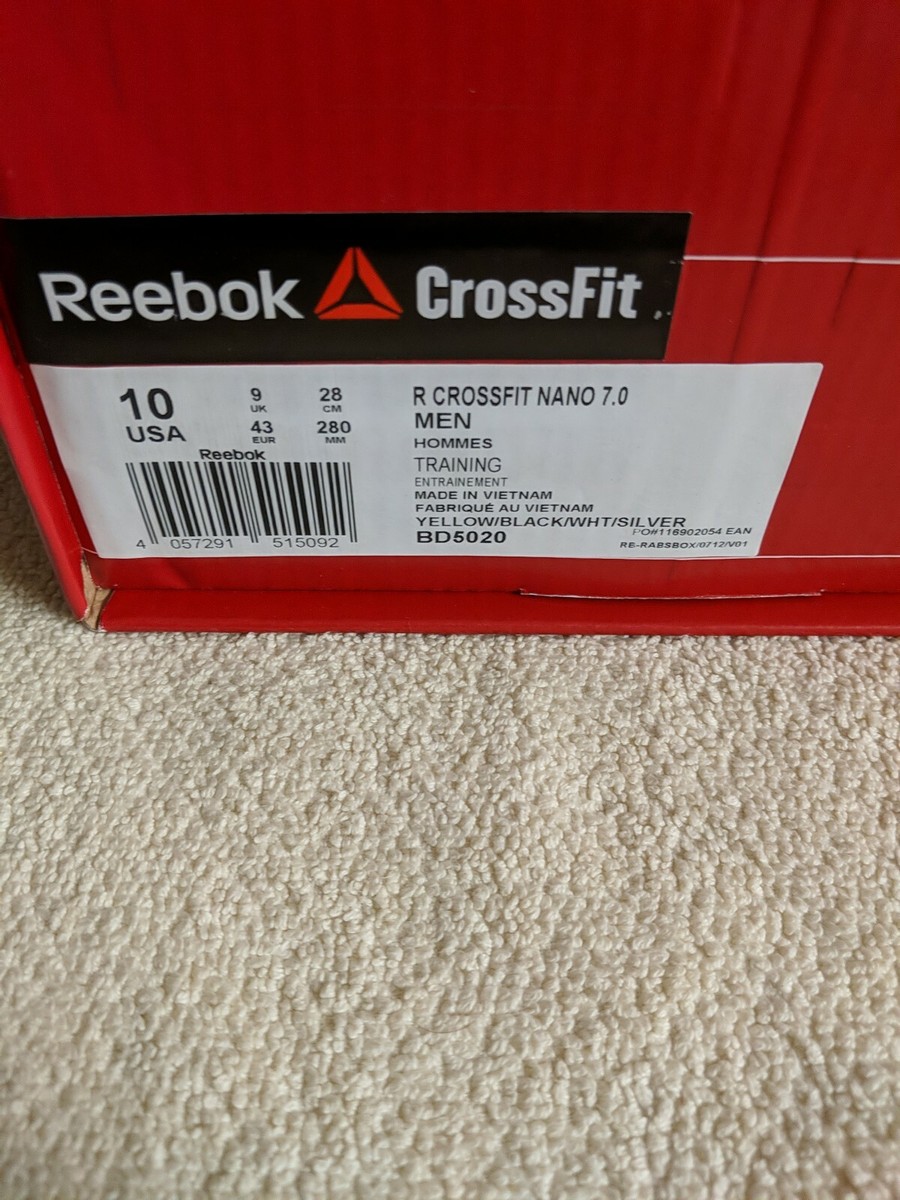 Reebok CrossFit
10 9 28
USA UK CM
43 280
EUR MM
Reebok
4 057291 515092
R CROSSFIT NANO 7.0
MEN
HOMMES
TRAINING
ENTRAINEMENT
MADE IN VIETNAM
FABRIQUÉ AU VIETNAM
YELLOW/BLACK/WHT/SILVER
PO#116902054 EAN
BD5020
RE-RABSBOX/0712/V01